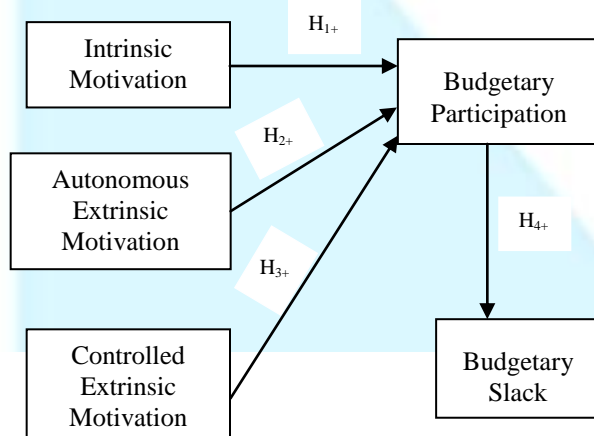 H1+
Intrinsic
Motivation
Budgetary
Participation
H2+
Autonomous
Extrinsic
Motivation
H3+
H4+
Controlled
Extrinsic
Motivation
Budgetary
Slack